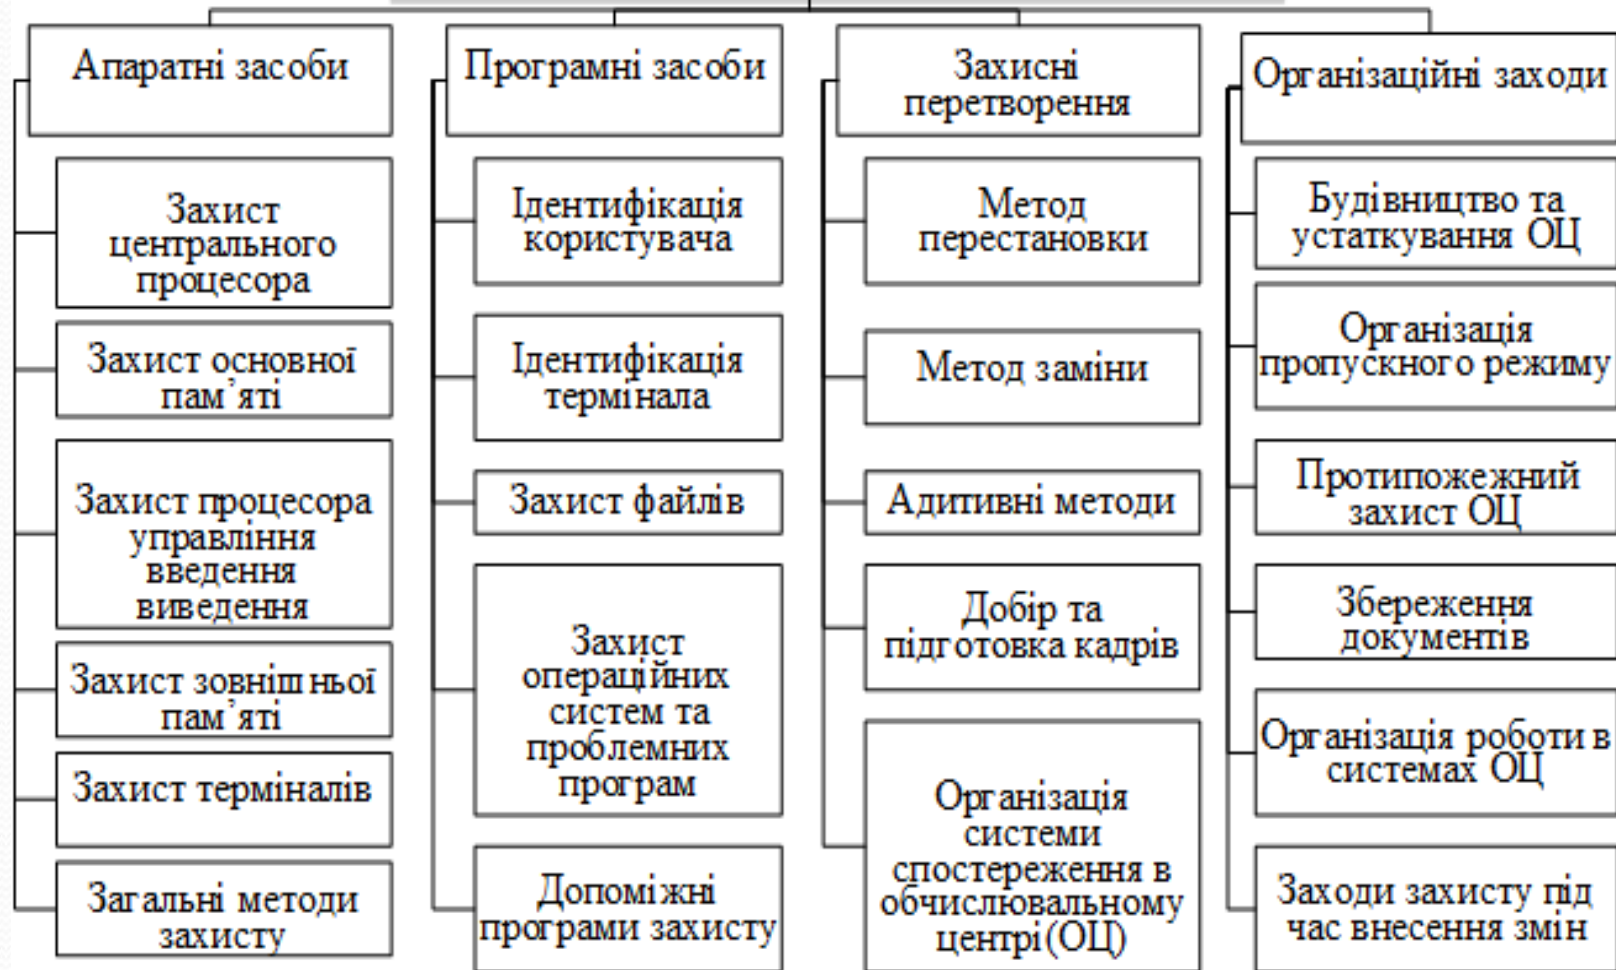 Апаратні засоби
Захист
центрального
процесора
Захист основної
пам’яті
Захист процесора
управління
введення
виведення
Захист зовнішньої
пам’яті
Захист терміналів
Загальні методи
захисту
Програмні засоби
Ідентифікація
користувача
Ідентифікація
термінала
Захист файлів
Захист
операційних
систем та
проблемних
програм
Допоміжні
програми захисту
Захисні
перетворення
Метод
перестановки
Метод заміни
Адитивні методи
Добір та
підготовка кадрів
Організація
системи
спостереження в
обчислювальному
центрі(ОЦ)
Організаційні заходи
Будівництво та
устаткування ОЦ
Організація
пропускного режиму
Протипожежний
захист ОЦ
Збереження
документів
Організація роботи в
системах ОЦ
Заходи захисту під
час внесення змін